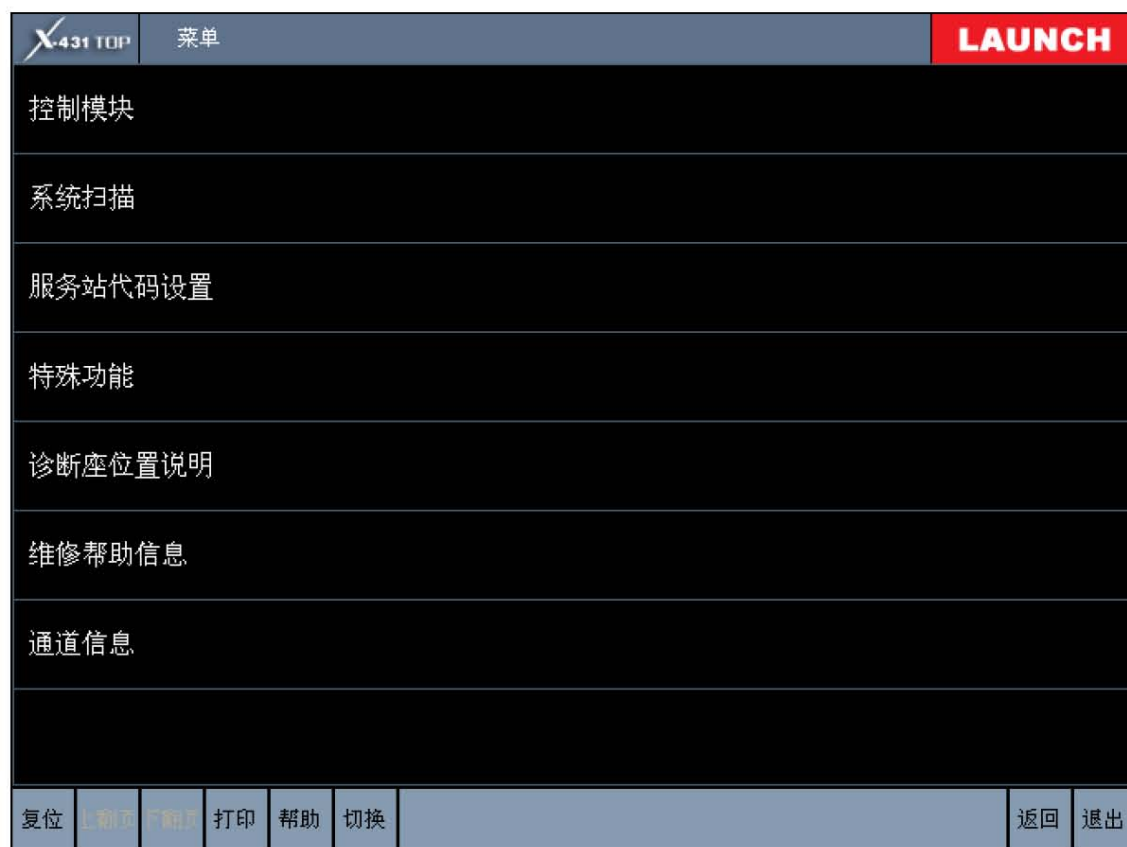 X-431 TOP 菜单 LAUNCH
控制模块
系统扫描
服务站代码设置
特殊功能
诊断座位置说明
维修帮助信息
通道信息
复位 上翻页 下翻页 打印 帮助 切换 返回 退出